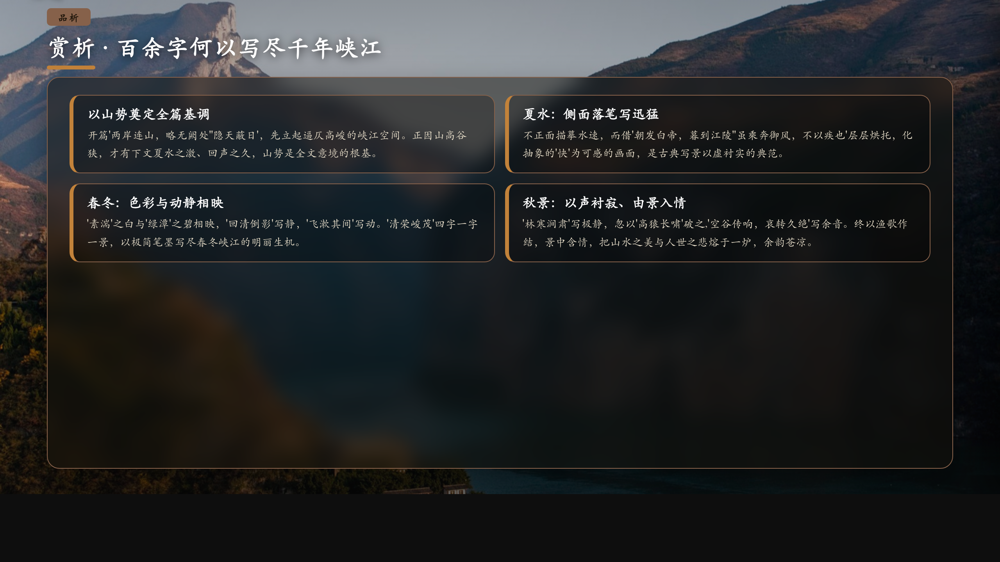 品析
赏析 · 百余字何以写尽千年峡江
以山势奠定全篇基调
开篇'两岸连山，略无阙处''隐天蔽日'，先立起逼仄高峻的峡江空间。正因山高谷
狭，才有下文夏水之激、回声之久，山势是全文意境的根基。
夏水：侧面落笔写迅猛
不正面描摹水速，而借'朝发白帝，暮到江陵''虽乘奔御风，不以疾也'层层烘托，化
抽象的'快'为可感的画面，是古典写景以虚衬实的典范。
春冬：色彩与动静相映
'素湍'之白与'绿潭'之碧相映，'回清倒影'写静，'飞漱其间'写动。'清荣峻茂'四字一字
一景，以极简笔墨写尽春冬峡江的明丽生机。
秋景：以声衬寂、由景入情
'林寒涧肃'写极静，忽以'高猿长啸'破之,'空谷传响，哀转久绝'写余音。终以渔歌作
结，景中含情，把山水之美与人世之悲熔于一炉，余韵苍凉。